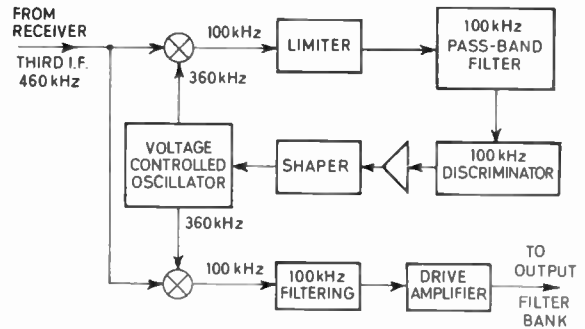 FROM
RECEIVER
THIRD I.F.
460 kHz
100 kHz
360 kHz
LIMITER
100 kHz
PASS-BAND
FILTER
VOLTAGE
CONTROLLED
OSCILLATOR
SHAPER
100 kHz
DISCRIMINATOR
360 kHz
100 kHz
100 kHz
FILTERING
DRIVE
AMPLIFIER
TO
OUTPUT
FILTER
BANK